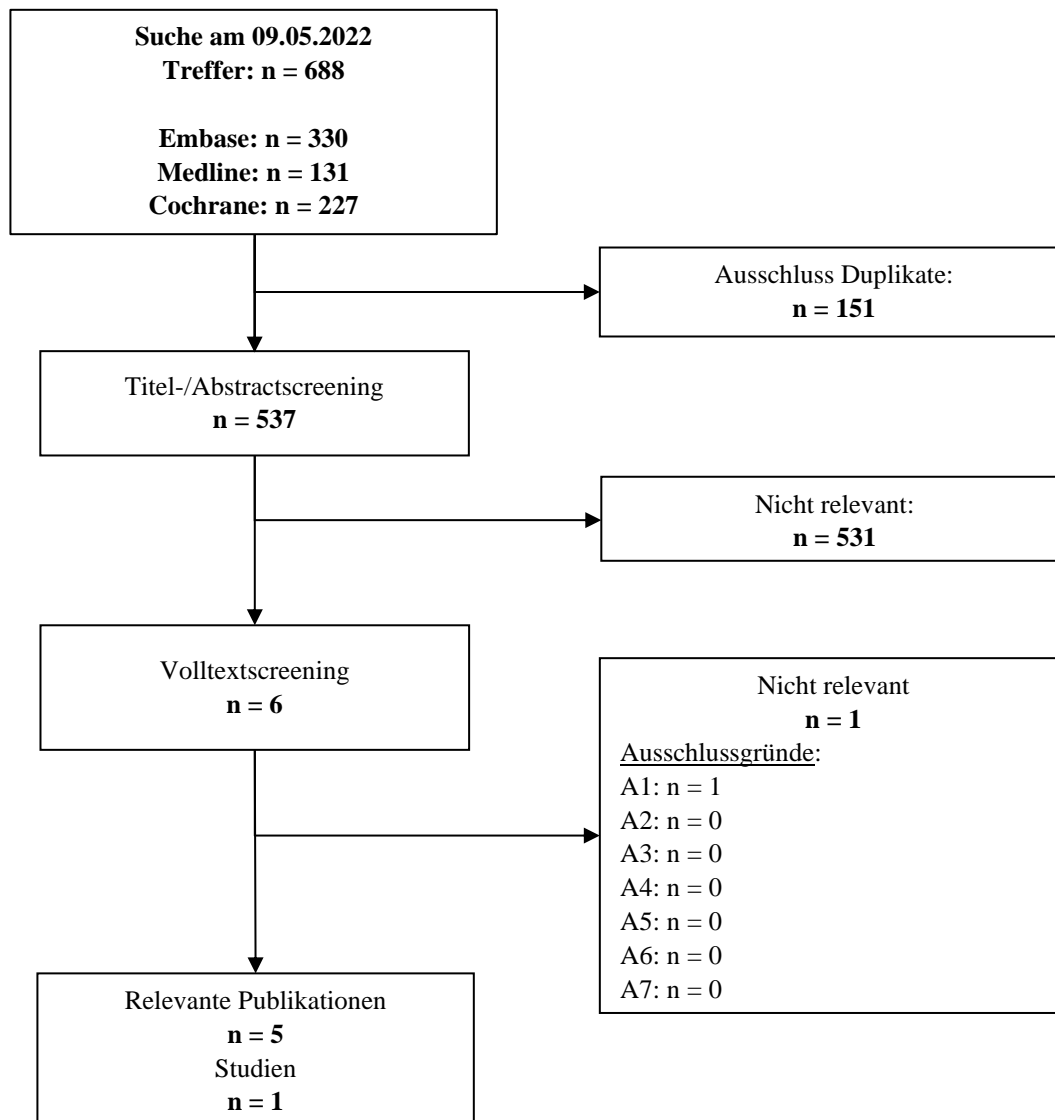 Suche am 09.05.2022
Treffer: n = 688
Embase: n = 330
Medline: n = 131
Cochrane: n = 227
Ausschluss Duplikate:
n = 151
Titel-/Abstractscreening
n = 537
Nicht relevant:
n = 531
Volltextscreening
n = 6
Nicht relevant
n = 1
Ausschlussgründe:
A1: n = 1
A2: n = 0
A3: n = 0
A4: n = 0
A5: n = 0
A6: n = 0
A7: n = 0
Relevante Publikationen
n = 5
Studien
n = 1